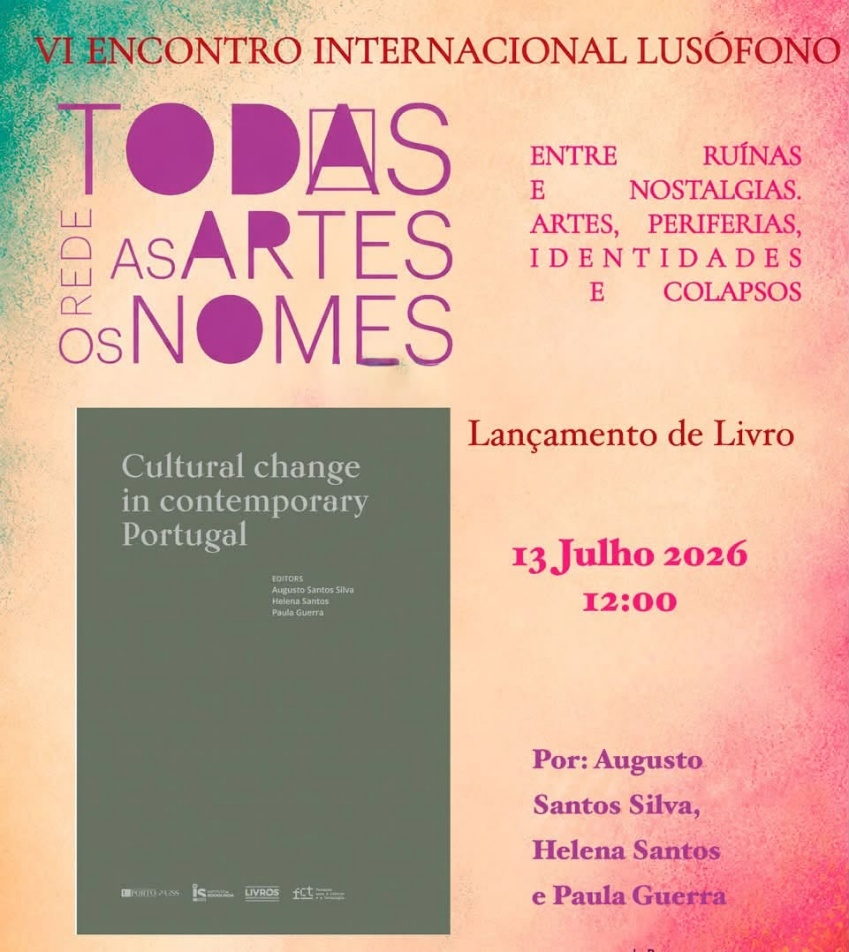 VI ENCONTRO INTERNACIONAL LUSÓFONO
TODAS
AS ARTES
REDE
OS NOMES
ENTRE RUÍNAS
E NOSTALGIAS.
ARTES, PERIFERIAS,
IDENTIDADES
E COLAPSOS
Lançamento de Livro
Cultural change
in contemporary
Portugal
EDITORS
Augusto Santos Silva
Helena Santos
Paula Guerra
13 Julho 2026
12:00
Por: Augusto
Santos Silva,
Helena Santos
e Paula Guerra
PORTO
LIVROS
fct